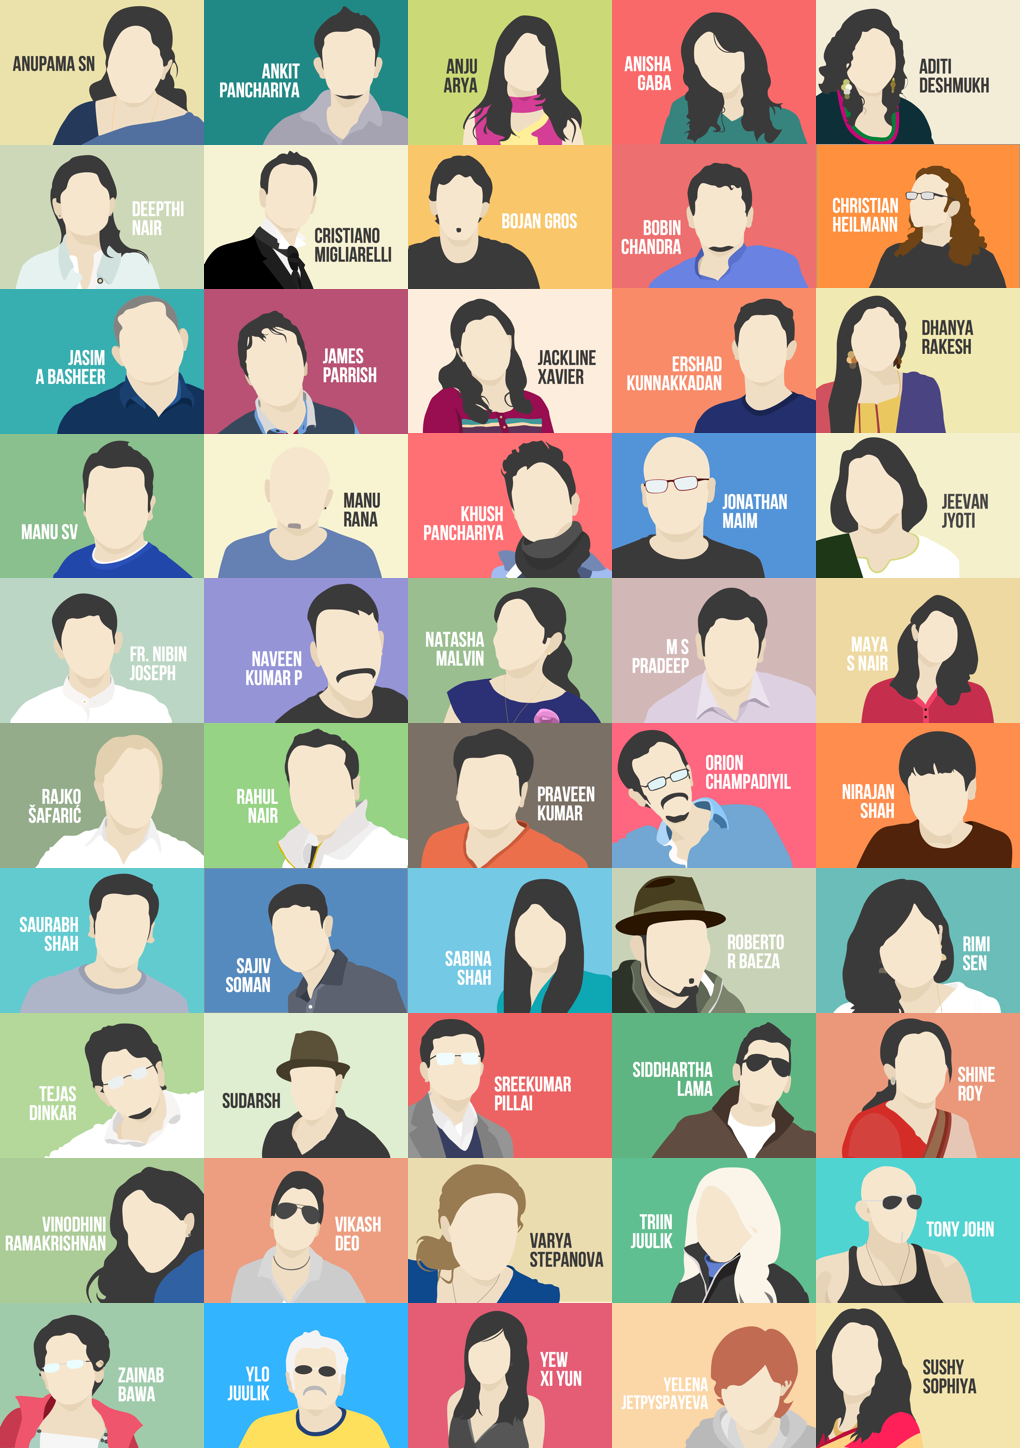 ANUPAMA SN
ANKIT
PANCHARIYA
ANJU
ARYA
ANISHA
GABA
ADITI
DESHMUKH
DEEPTHI
NAIR
CRISTIANO
MIGLIARELLI
BOJAN GROS
BOBIN
CHANDRA
CHRISTIAN
HEILMANN
JASIM
A BASHEER
JAMES
PARRISH
JACKLINE
XAVIER
ERSHAD
KUNNAKKADAN
DHANYA
RAKESH
MANU SV
MANU
RANA
KHUSH
PANCHARIYA
JONATHAN
MAIM
JEEVAN
JYOTI
FR. NIBIN
JOSEPH
NAVEEN
KUMAR P
NATASHA
MALVIN
M S
PRADEEP
MAYA
S NAIR
RAJKO
ŠAFARIĆ
RAHUL
NAIR
PRAVEEN
KUMAR
ORION
CHAMPADIYIL
NIRAJAN
SHAH
SAURABH
SHAH
SAJIV
SOMAN
SABINA
SHAH
ROBERTO
R BAEZA
RIMI
SEN
TEJAS
DINKAR
SUDARSH
SREEKUMAR
PILLAI
SIDDHARTHA
LAMA
SHINE
ROY
VINODHINI
RAMAKRISHNAN
VIKASH
DEO
VARYA
STEPANOVA
TRIIN
JUULIK
TONY JOHN
ZAINAB
BAWA
YLO
JUULIK
YEW
XI YUN
YELENA
JETPYSPAYEVA
SUSHY
SOPHIYA